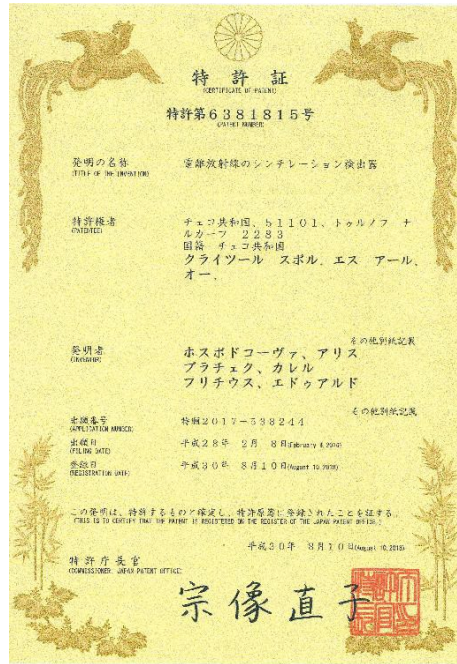 特許証
(CERTIFICATE OF PATENT)
特許第6381815号
(PATENT NUMBER)
発明の名称
(TITLE OF THE INVENTION)
電離放射線のシンチレーション検出器
特許権者
(PATENTEE)
チェコ共和国、51101、トゥルノフ ナ
ルカーフ 2283
国籍 チェコ共和国
クライツール スポル. エス アール.
オー.
その他別紙記載
発明者
(INVENTOR)
ホスポドコーヴァ、アリス
ブラチェク、カレル
フリチウス、エドゥアルド
その他別紙記載
出願番号
(APPLICATION NUMBER)
特願2017-538244
出願日
(FILING DATE)
平成28年 2月 8日(February 8,2016)
登録日
(REGISTRATION DATE)
平成30年 8月10日(August 10,2018)
この発明は、特許するものと確定し、特許原簿に登録されたことを証する。
(THIS IS TO CERTIFY THAT THE PATENT IS REGISTERED ON THE REGISTER OF THE JAPAN PATENT OFFICE.)
平成30年 8月10日(August 10,2018)
特許庁長官
(COMMISSIONER, JAPAN PATENT OFFICE)
宗像直子